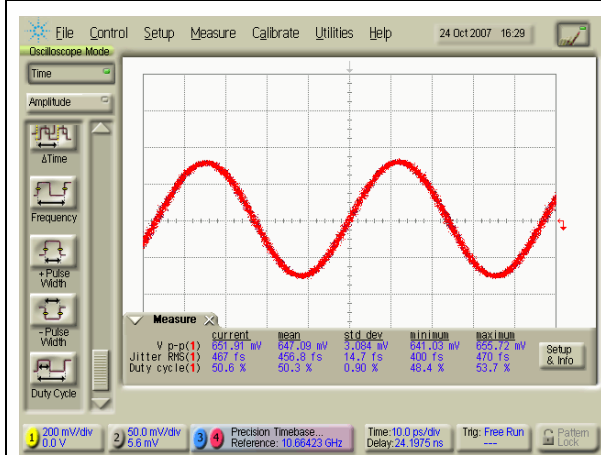 File Control Setup Measure Calibrate Utilities Help 24 Oct 2007 16:29
Oscilloscope Mode
Time
Amplitude
ΔTime
Frequency
+ Pulse
Width
- Pulse
Width
Duty Cycle
Measure
current mean std dev minimum maximum
V p-p(1) 651.91 mV 647.09 mV 3.084 mV 641.03 mV 655.72 mV
Jitter RMS(1) 467 fs 456.8 fs 14.7 fs 400 fs 470 fs
Duty cycle(1) 50.6 % 50.3 % 0.90 % 48.4 % 53.7 %
Setup
& Info
1 200 mV/div
0.0 V
2 50.0 mV/div
5.6 mV
3 4 Precision Timebase...
Reference: 10.66423 GHz
Time:10.0 ps/div
Delay:24.1975 ns
Trig: Free Run
---
Pattern
Lock